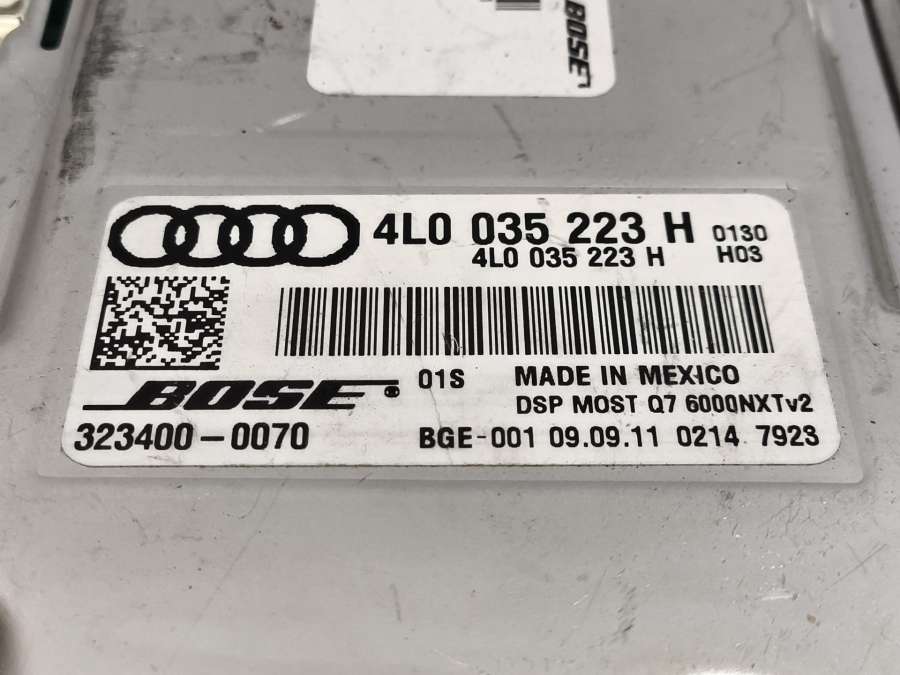 BOSE
4L0 035 223 H 0130
4L0 035 223 H H03
BOSE® 01S MADE IN MEXICO
DSP MOST Q7 6000NXTv2
323400-0070 BGE-001 09.09.11 0214 7923